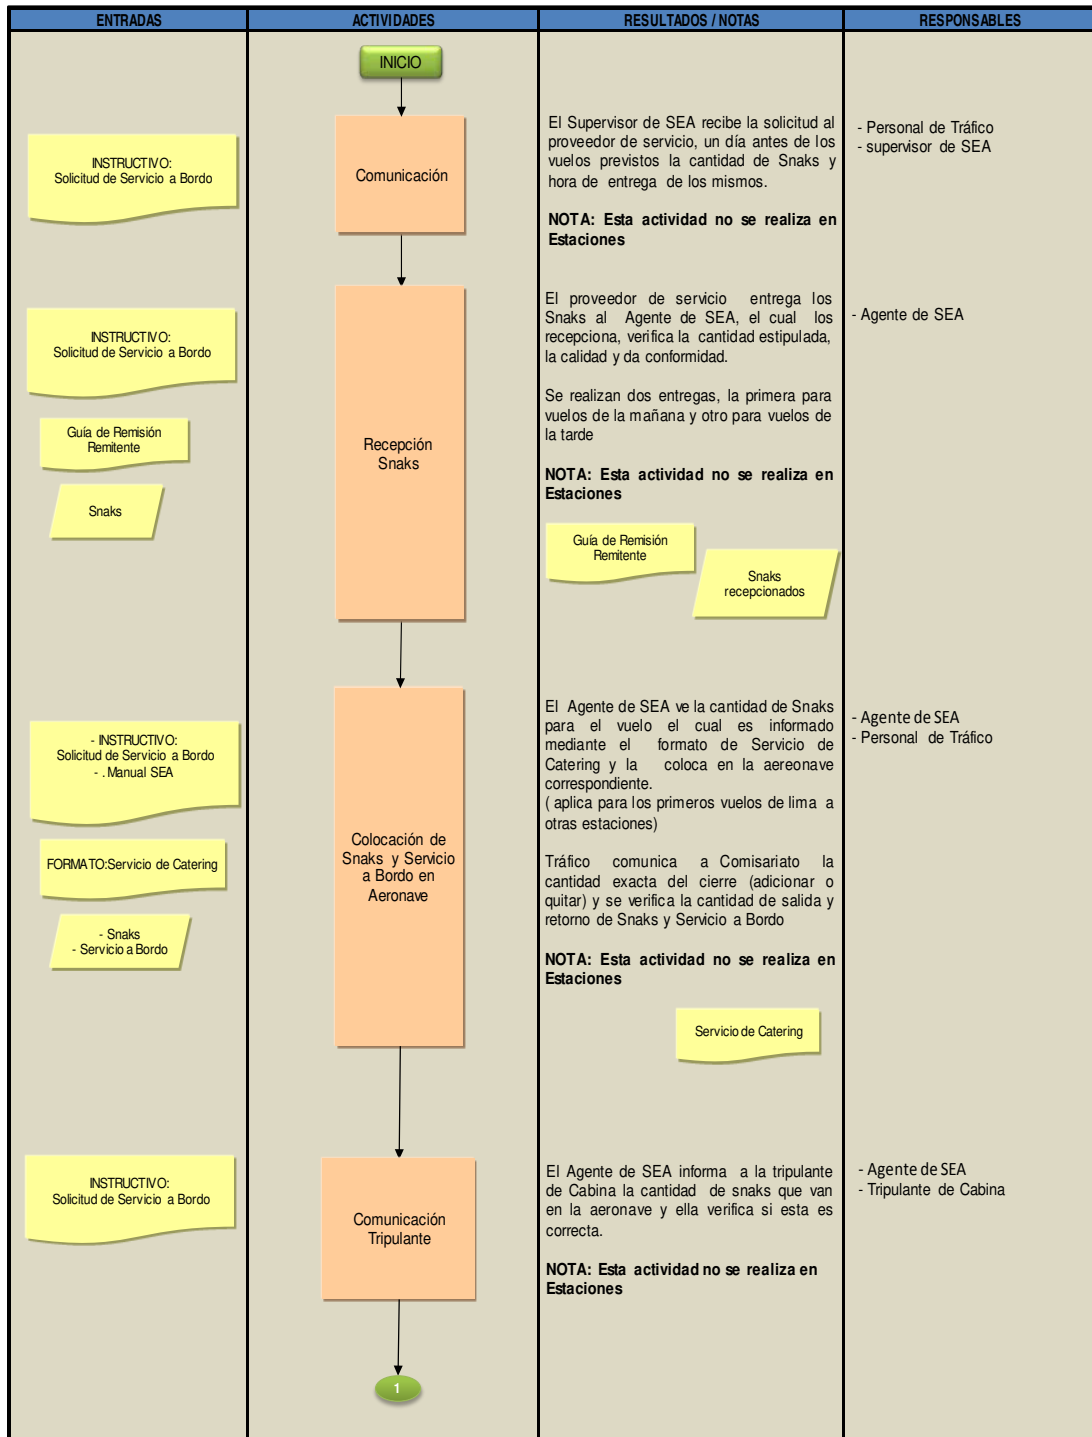 ENTRADAS
ACTIVIDADES
RESULTADOS / NOTAS
RESPONSABLES
INICIO
INSTRUCTIVO:
Solicitud de Servicio a Bordo
Comunicación
El Supervisor de SEA recibe la solicitud al
proveedor de servicio, un día antes de los
vuelos previstos la cantidad de Snaks y
hora de entrega de los mismos.
NOTA: Esta actividad no se realiza en
Estaciones
- Personal de Tráfico
- supervisor de SEA
INSTRUCTIVO:
Solicitud de Servicio a Bordo
Guía de Remisión
Remitente
Snaks
Recepción
Snaks
El proveedor de servicio entrega los
Snaks al Agente de SEA, el cual los
recepciona, verifica la cantidad estipulada,
la calidad y da conformidad.
Se realizan dos entregas, la primera para
vuelos de la mañana y otro para vuelos de
la tarde
NOTA: Esta actividad no se realiza en
Estaciones
Guía de Remisión
Remitente
Snaks
recepcionados
- Agente de SEA
- INSTRUCTIVO:
Solicitud de Servicio a Bordo
- . Manual SEA
FORMATO:Servicio de Catering
- Snaks
- Servicio a Bordo
Colocación de
Snaks y Servicio
a Bordo en
Aeronave
El Agente de SEA ve la cantidad de Snaks
para el vuelo el cual es informado
mediante el formato de Servicio de
Catering y la coloca en la aereonave
correspondiente.
( aplica para los primeros vuelos de lima a
otras estaciones)
Tráfico comunica a Comisariato la
cantidad exacta del cierre (adicionar o
quitar) y se verifica la cantidad de salida y
retorno de Snaks y Servicio a Bordo
NOTA: Esta actividad no se realiza en
Estaciones
Servicio de Catering
- Agente de SEA
- Personal de Tráfico
INSTRUCTIVO:
Solicitud de Servicio a Bordo
Comunicación
Tripulante
El Agente de SEA informa a la tripulante
de Cabina la cantidad de snaks que van
en la aeronave y ella verifica si esta es
correcta.
NOTA: Esta actividad no se realiza en
Estaciones
- Agente de SEA
- Tripulante de Cabina
1